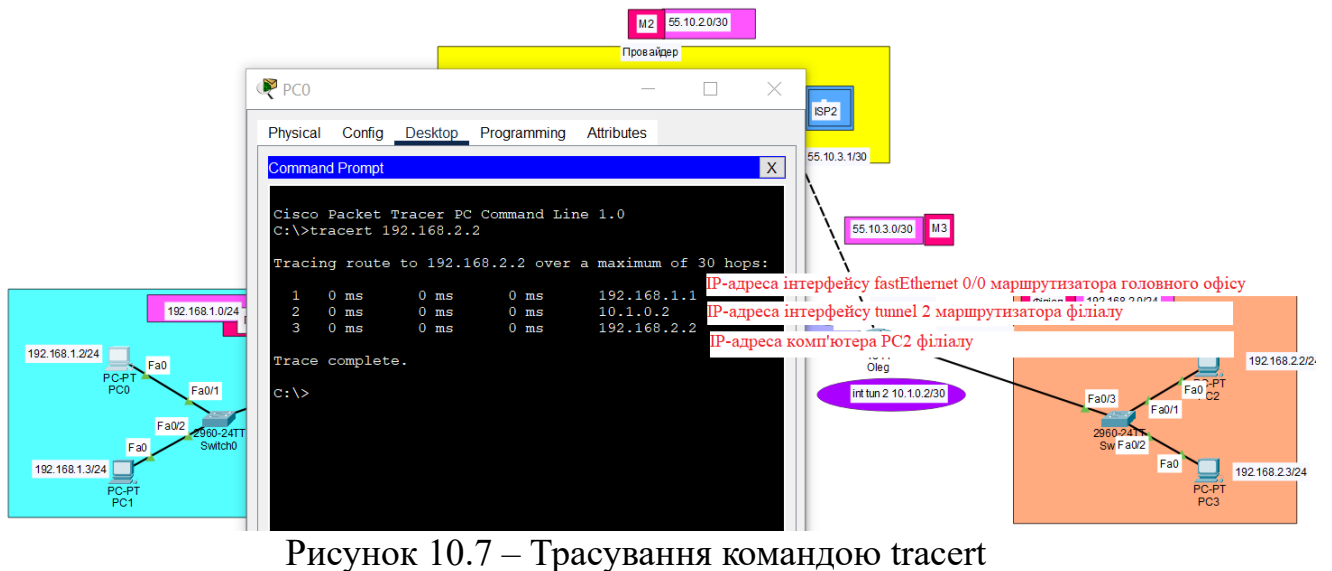 M2 55.10.2.0/30
Провайдер
PC0
ISP2
Physical Config Desktop Programming Attributes
55.10.3.1/30
Command Prompt X
Cisco Packet Tracer PC Command Line 1.0
C:\>tracert 192.168.2.2
55.10.3.0/30 M3
Tracing route to 192.168.2.2 over a maximum of 30 hops:
1 0 ms 0 ms 0 ms 192.168.1.1
IP-адреса інтерфейсу fastEthernet 0/0 маршрутизатора головного офісу
2 0 ms 0 ms 0 ms 10.1.0.2
IP-адреса інтерфейсу tunnel 2 маршрутизатора філіалу
3 0 ms 0 ms 0 ms 192.168.2.2
IP-адреса комп'ютера PC2 філіалу
Trace complete.
C:\>
192.168.1.0/24
192.168.2.0/24
192.168.1.2/24
Fa0
PC-PT
PC0
Fa0/1
Fa0/2
2960-24TT
Switch0
Fa0
192.168.1.3/24
PC-PT
PC1
Oleg
int tun 2 10.1.0.2/30
192.168.2.2/2
Fa0
Fa0/3
Fa0/1
2960-24TT
Fa0/2
Fa0
192.168.2.3/24
PC-PT
PC3
Рисунок 10.7 – Трасування командою tracert